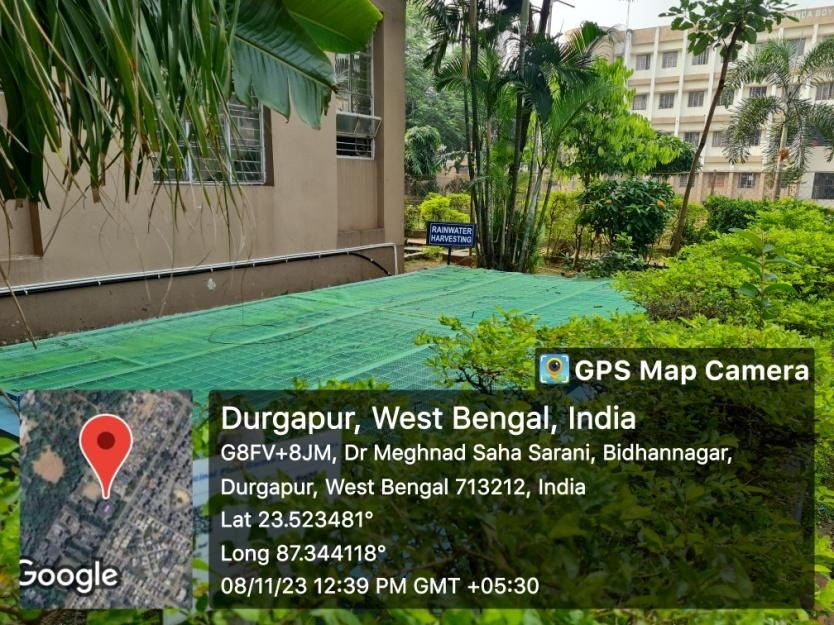 RAINWATER
HARVESTING
GPS Map Camera
Durgapur, West Bengal, India
G8FV+8JM, Dr Meghnad Saha Sarani, Bidhannagar,
Durgapur, West Bengal 713212, India
Lat 23.523481°
Long 87.344118°
08/11/23 12:39 PM GMT +05:30
Google